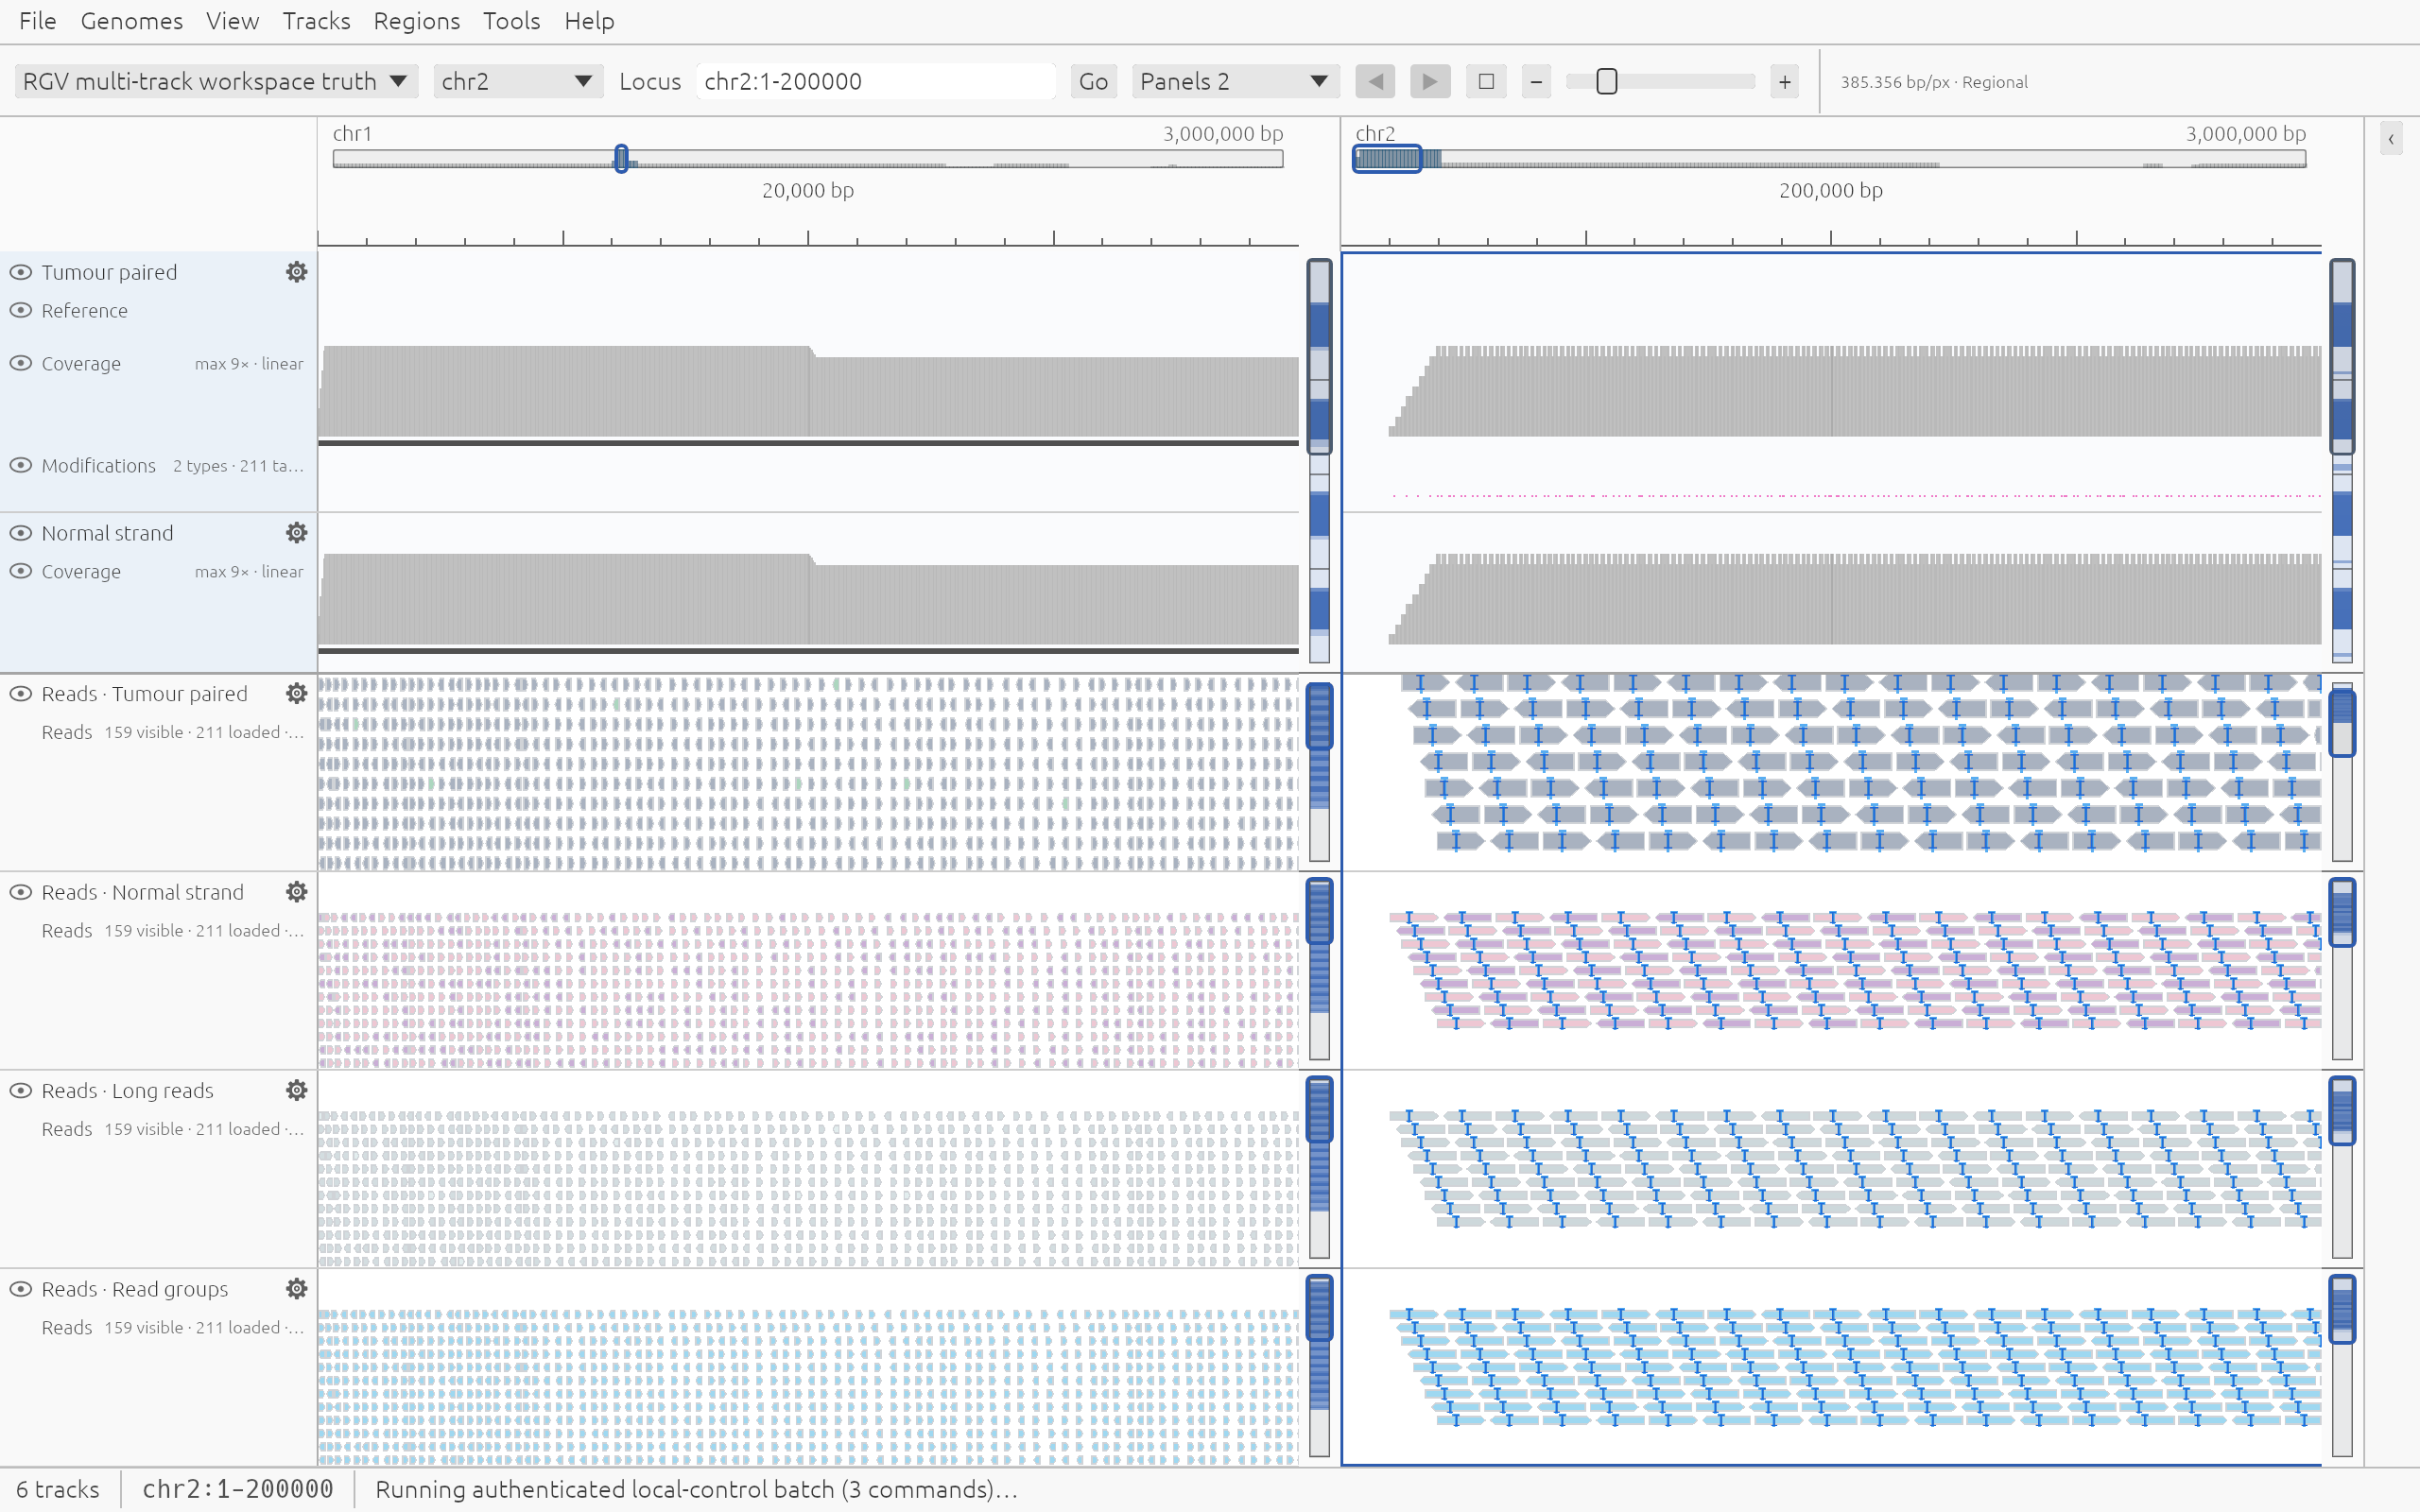 File Genomes View Tracks Regions Tools Help
RGV multi-track workspace truth chr2 Locus chr2:1-200000 Go Panels 2 − + 385.356 bp/px · Regional
chr1 3,000,000 bp chr2 3,000,000 bp
20,000 bp 200,000 bp
Tumour paired
Reference
Coverage max 9× · linear
Modifications 2 types · 211 ta…
Normal strand
Coverage max 9× · linear
Reads · Tumour paired
Reads 159 visible · 211 loaded ·…
Reads · Normal strand
Reads 159 visible · 211 loaded ·…
Reads · Long reads
Reads 159 visible · 211 loaded ·…
Reads · Read groups
Reads 159 visible · 211 loaded ·…
6 tracks chr2:1-200000 Running authenticated local-control batch (3 commands)…